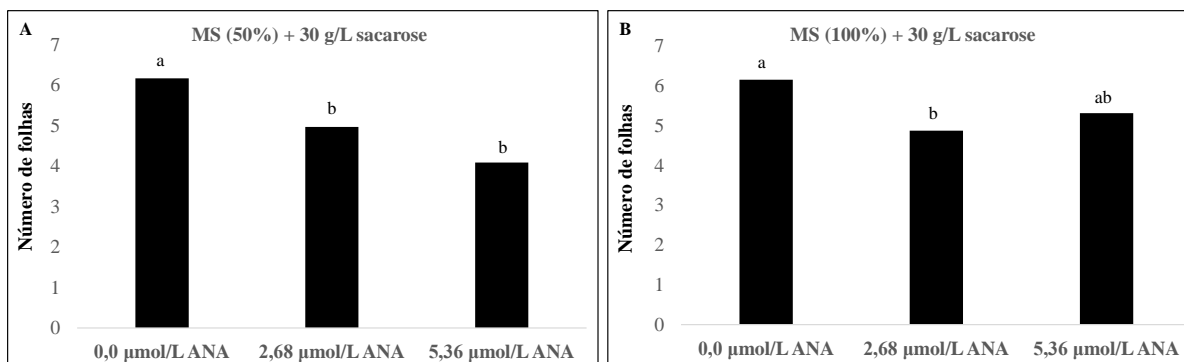 A
MS (50%) + 30 g/L sacarose
Número de folhas
7
6
5
4
3
2
1
0
a
b
b
0,0 µmol/L ANA
2,68 µmol/L ANA
5,36 µmol/L ANA
B
MS (100%) + 30 g/L sacarose
Número de folhas
7
6
5
4
3
2
1
0
a
b
ab
0,0 µmol/L ANA
2,68 µmol/L ANA
5,36 µmol/L ANA